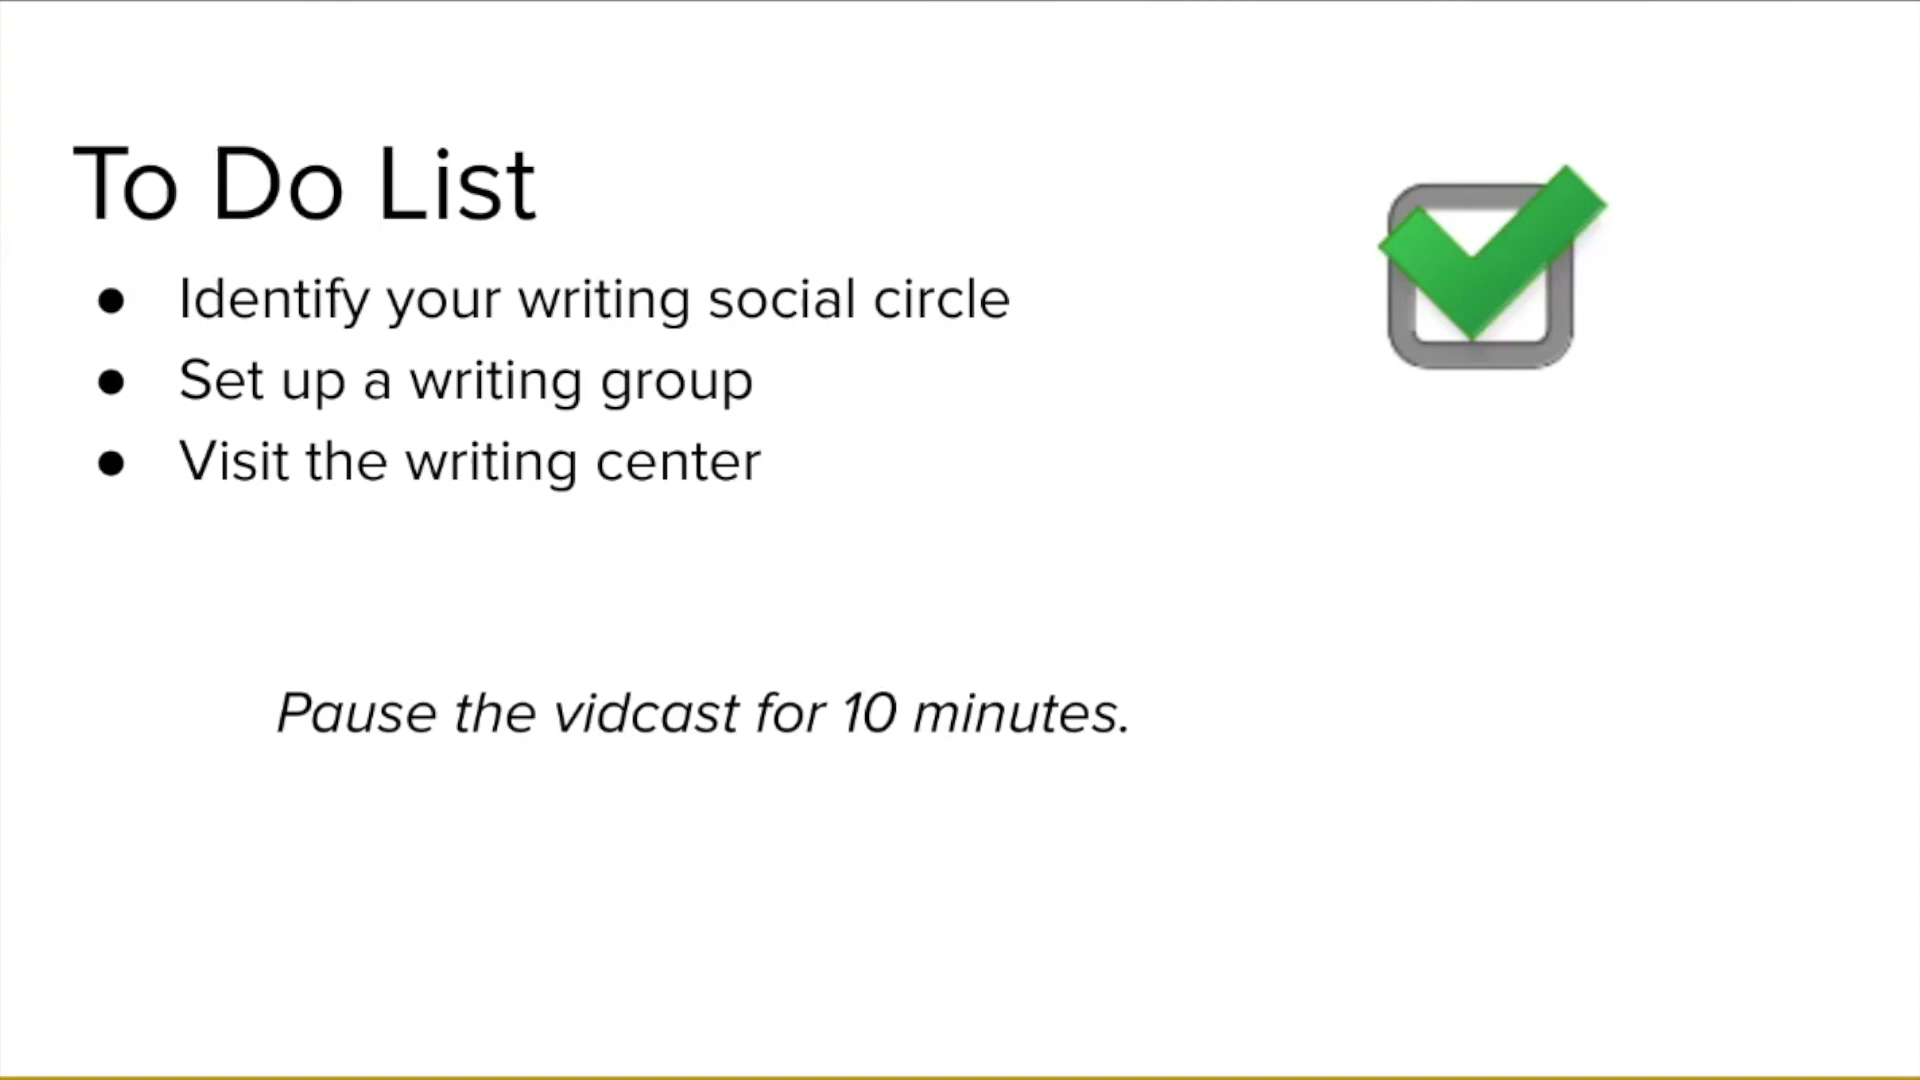 To Do List
● Identify your writing social circle
● Set up a writing group
● Visit the writing center
Pause the vidcast for 10 minutes.